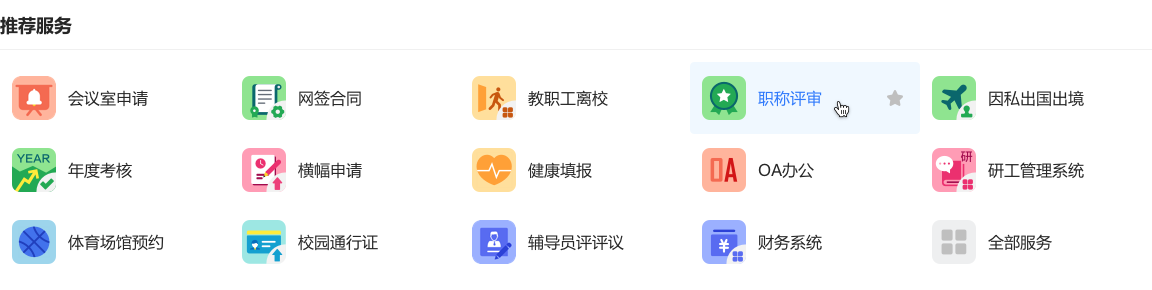 推荐服务
会议室申请 网签合同 教职工离校 职称评审 因私出国出境
YEAR 年度考核 横幅申请 健康填报 OA OA办公 研 研工管理系统
体育场馆预约 校园通行证 辅导员评评议 ¥ 财务系统 全部服务